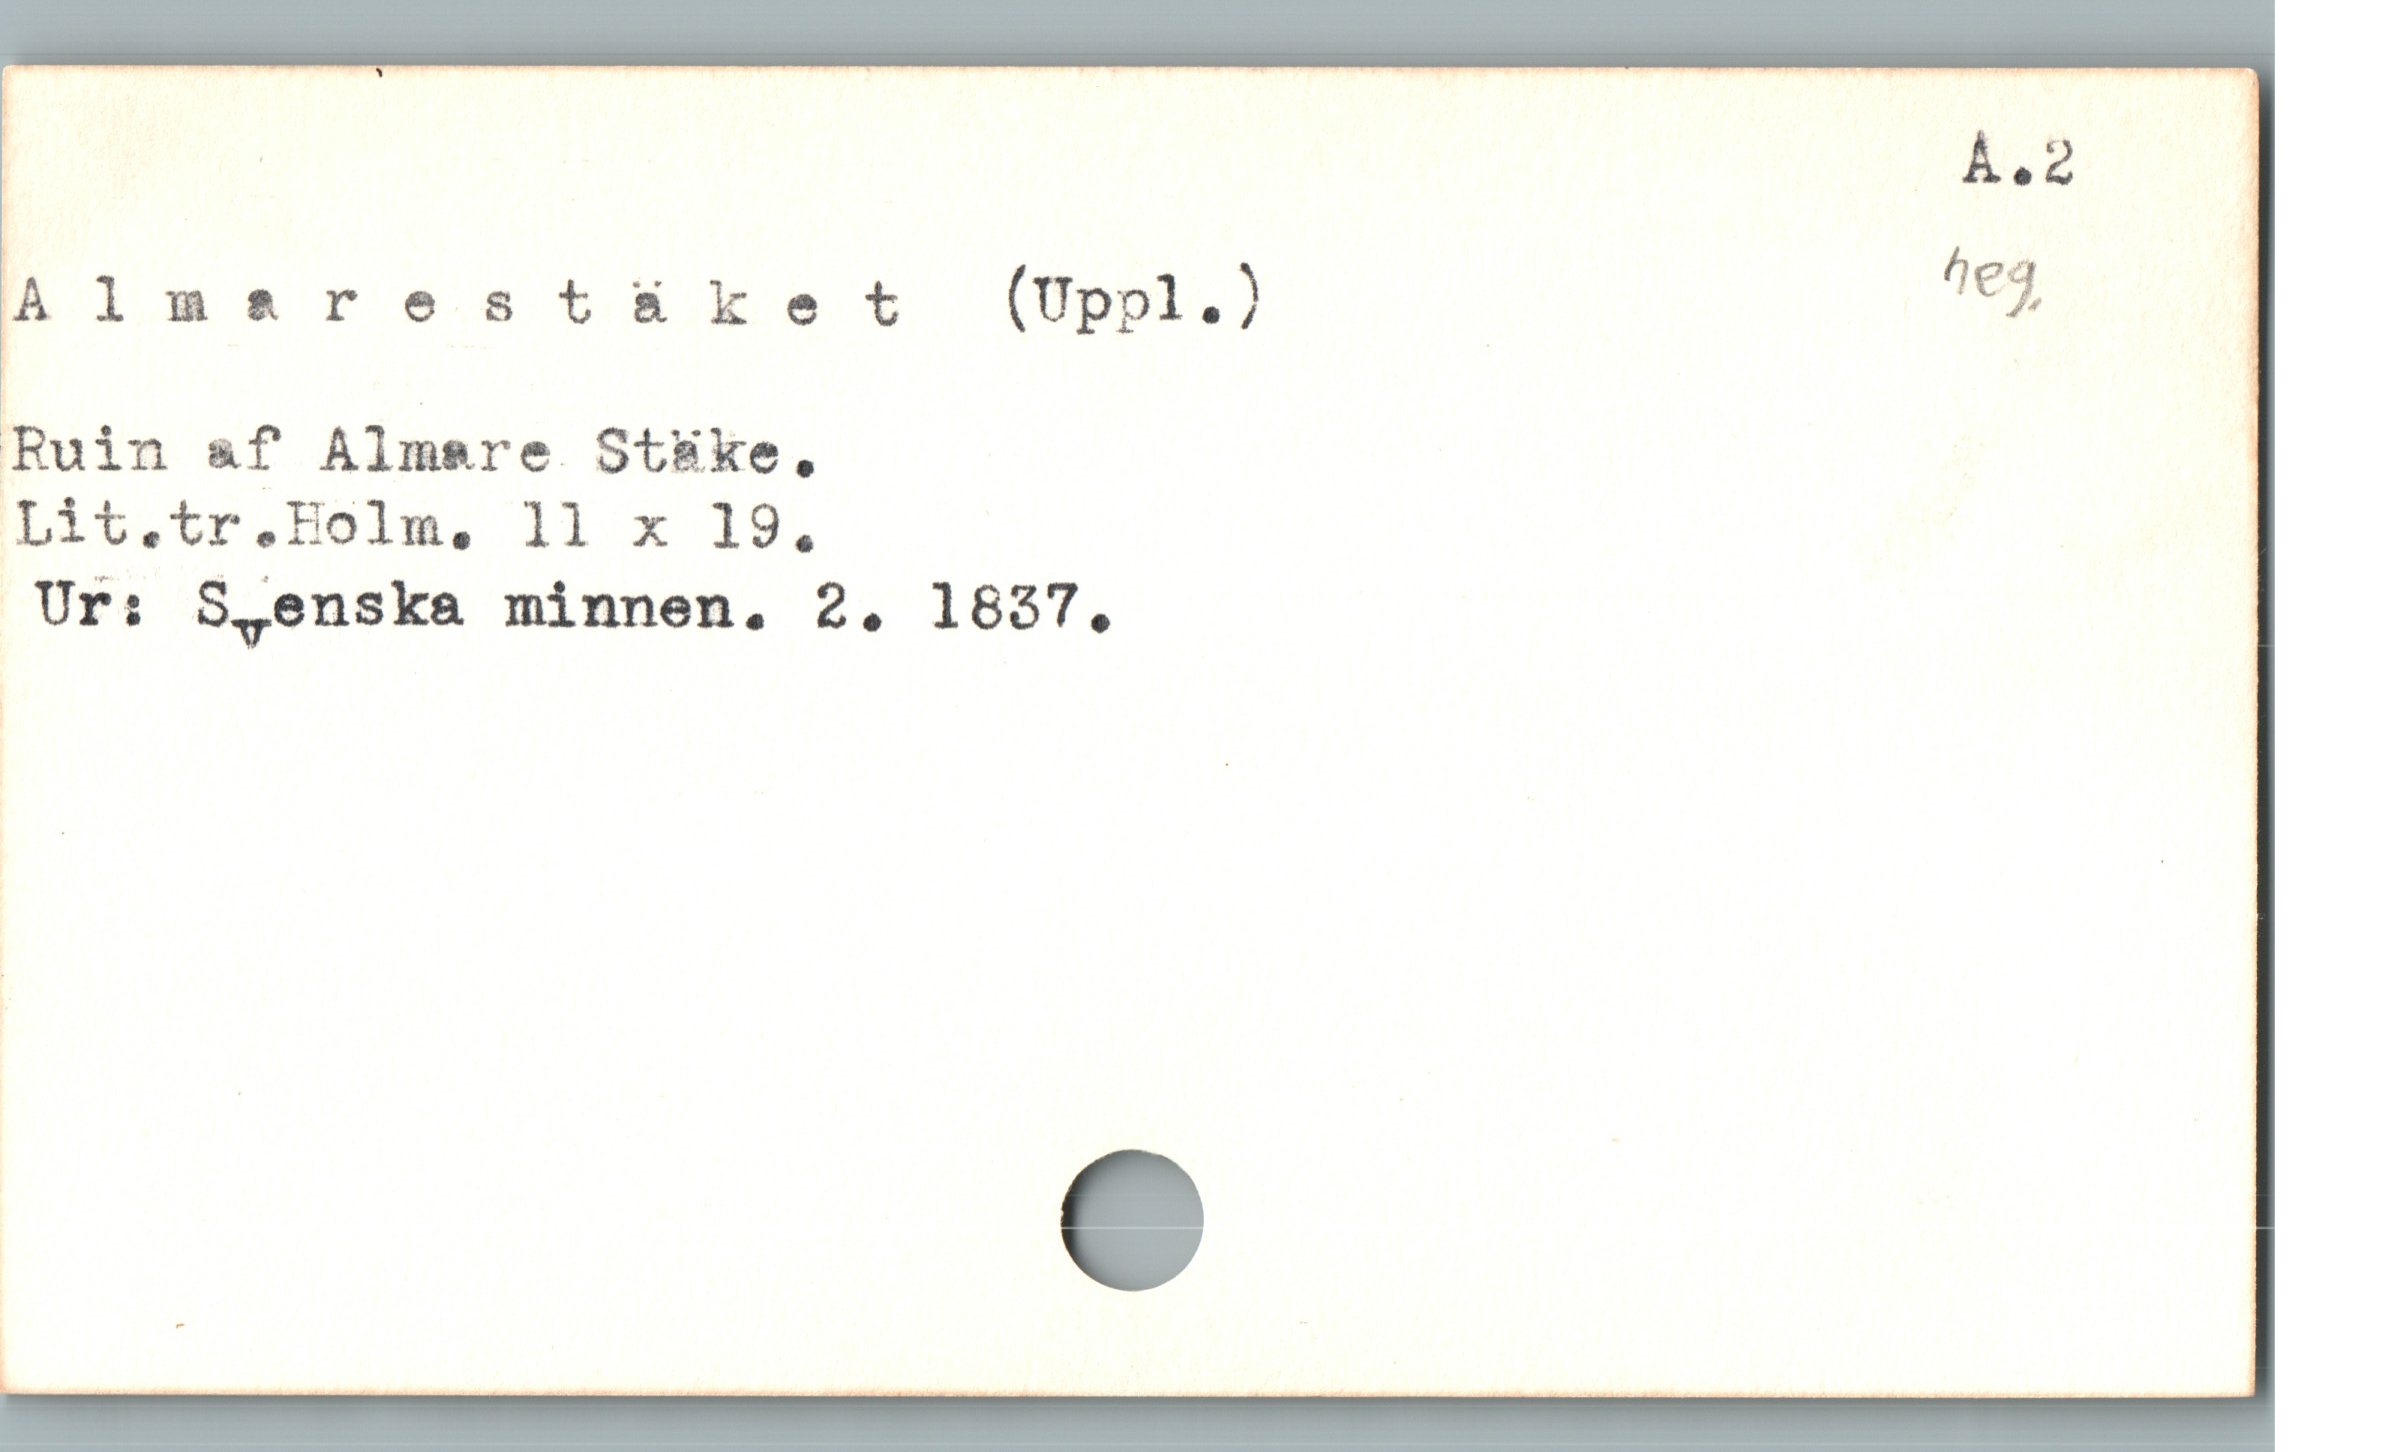 A.2
neg.
A l m a r e s t ä k e t (Uppl.)
Ruin af Almare Stäke.
Lit.tr.Holm. 11 x 19.
Ur: Svenska minnen. 2. 1837.